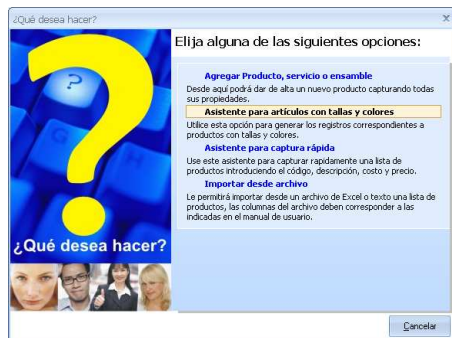 ¿Qué desea hacer?
Elija alguna de las siguientes opciones:
Agregar Producto, servicio o ensamble
Desde aquí podrá dar de alta un nuevo producto capturando todas
sus propiedades.
Asistente para artículos con tallas y colores
Utilice esta opción para generar los registros correspondientes a
productos con tallas y colores.
Asistente para captura rápida
Use este asistente para capturar rapidamente una lista de
productos introduciendo el código, descripción, costo y precio.
Importar desde archivo
Le permitirá importar desde un archivo de Excel o texto una lista de
productos, las columnas del archivo deben corresponder a las
indicadas en el manual de usuario.
¿Qué desea hacer?
Cancelar